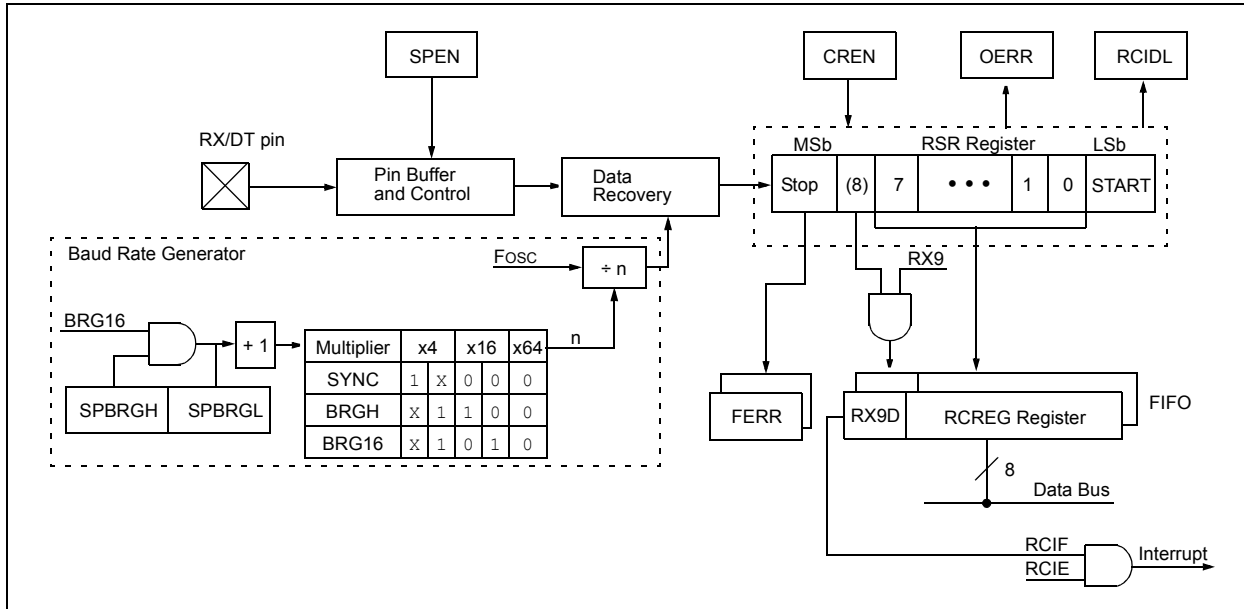 SPEN
CREN
OERR
RCIDL
RX/DT pin
Pin Buffer
and Control
Data
Recovery
MSb
RSR Register
LSb
Stop (8) 7 • • • 1 0 START
Baud Rate Generator
FOSC
÷ n
RX9
BRG16
+ 1
n
Multiplier x4 x16 x64
SYNC 1 X 0 0 0
BRGH X 1 1 0 0
BRG16 X 1 0 1 0
SPBRGH SPBRGL
FERR
RX9D RCREG Register
FIFO
8
Data Bus
RCIF
RCIE
Interrupt